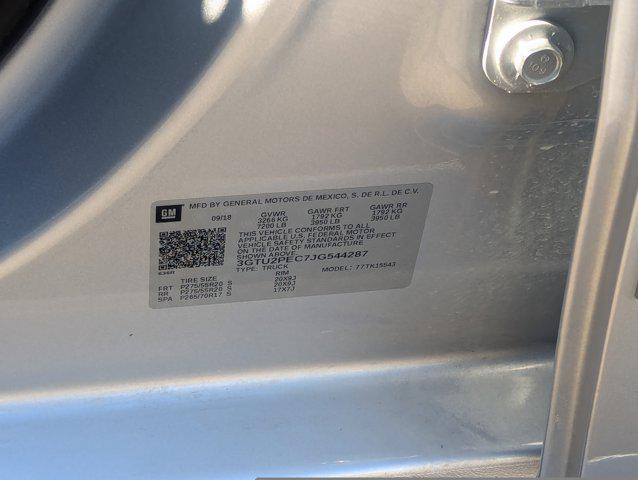 GM
MFD BY GENERAL MOTORS DE MEXICO, S. DE R.L. DE C.V.
09/18 GVWR GAWR FRT GAWR RR
3266 KG 1792 KG 1792 KG
7200 LB 3950 LB 3950 LB
THIS VEHICLE CONFORMS TO ALL
APPLICABLE U.S. FEDERAL MOTOR
VEHICLE SAFETY STANDARDS IN EFFECT
ON THE DATE OF MANUFACTURE
3GTU2PEC7JG544287
TYPE: TRUCK MODEL: 77TK15543
TIRE SIZE RIM
FRT P275/55R20 S 20X9J
RR P275/55R20 S 20X9J
SPA P265/70R17 S 17X7J